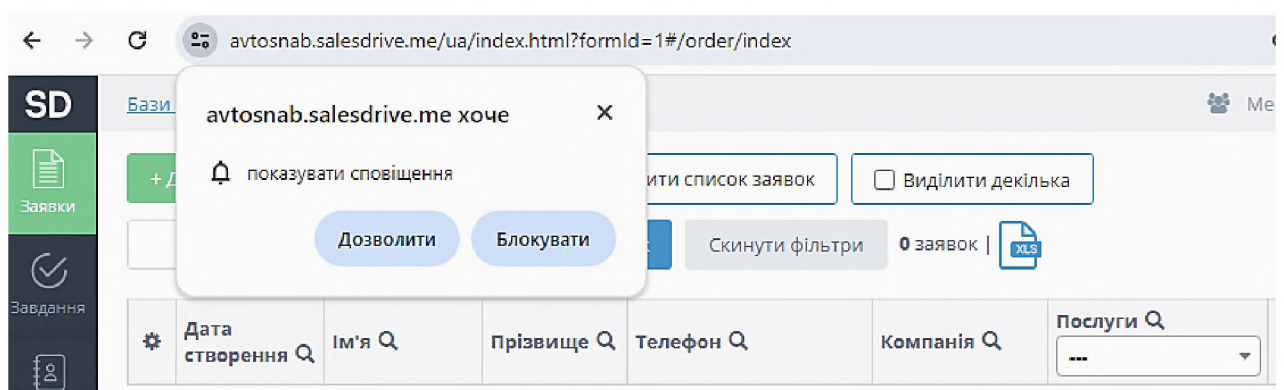 avtosnab.salesdrive.me/ua/index.html?formId=1#/order/index
SD
Бази
Ме
avtosnab.salesdrive.me хоче
показувати сповіщення
Дозволити
Блокувати
Заявки
+
ити список заявок
Виділити декілька
Скинути фільтри
0 заявок |
XLS
Завдання
Дата
створення
Ім'я
Прізвище
Телефон
Компанія
Послуги
---